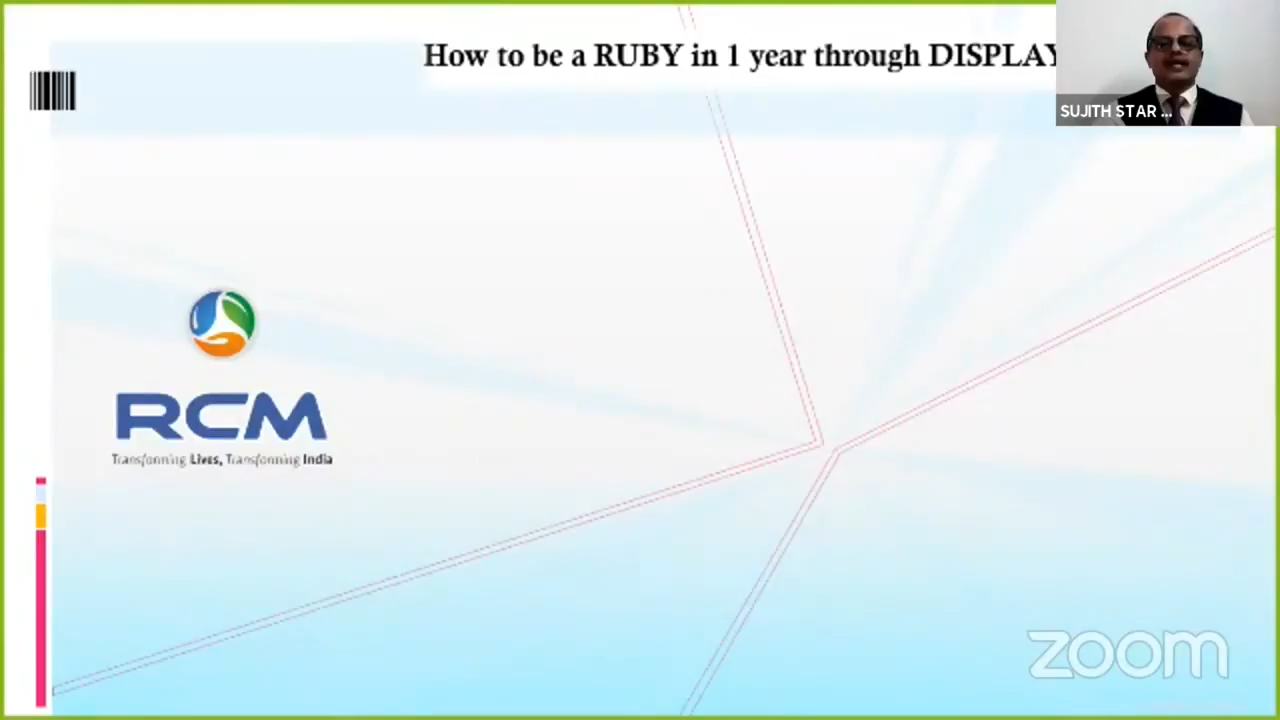 How to be a RUBY in 1 year through DISPLAY
SUJITH STAR ...
RCM
Transforming Lives, Transforming India
zoom